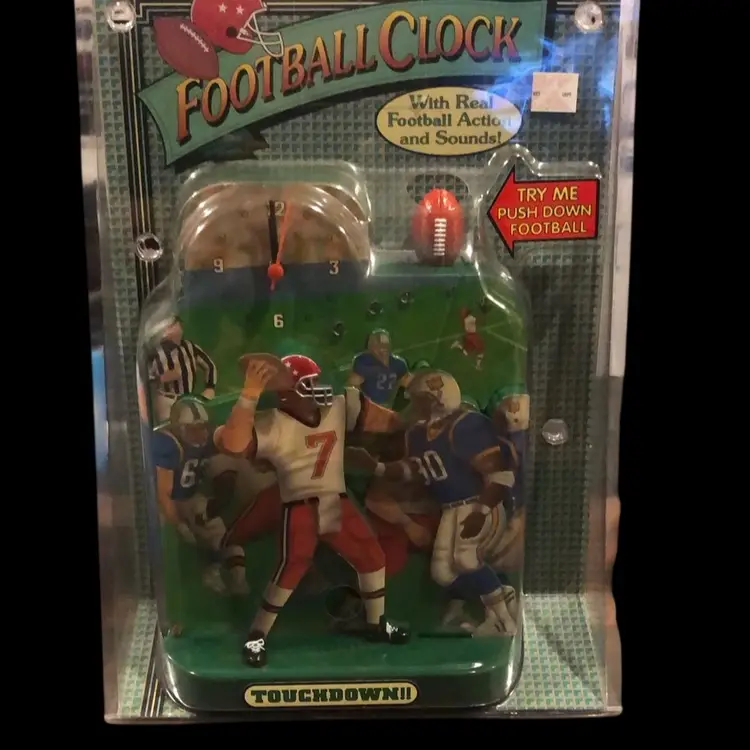 FOOTBALL CLOCK
With Real
Football Action
and Sounds!
TRY ME
PUSH DOWN
FOOTBALL
12
9
3
6
22
7
30
TOUCHDOWN!!